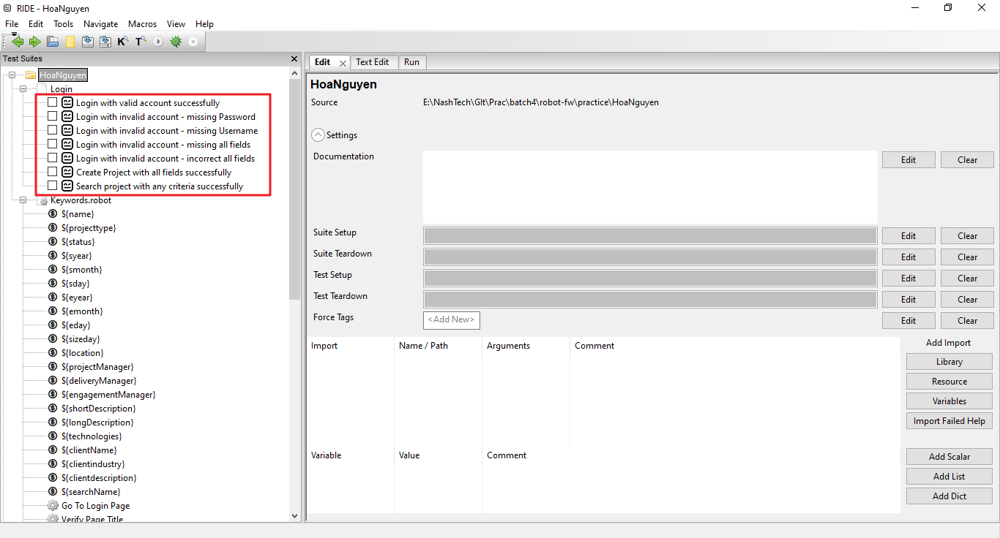 RIDE - HoaNguyen
File Edit Tools Navigate Macros View Help
K T
Test Suites
HoaNguyen
Login
Login with valid account successfully
Login with invalid account - missing Password
Login with invalid account - missing Username
Login with invalid account - missing all fields
Login with invalid account - incorrect all fields
Create Project with all fields successfully
Search project with any criteria successfully
Keywords.robot
${name}
${projecttype}
${status}
${syear}
${smonth}
${sday}
${eyear}
${emonth}
${eday}
${sizeday}
${location}
${projectManager}
${deliveryManager}
${engagementManager}
${shortDescription}
${longDescription}
${technologies}
${clientName}
${clientindustry}
${clientdescription}
${searchName}
Go To Login Page
Verify Page Title
Edit Text Edit Run
HoaNguyen
Source E:\NashTech\Glt\Prac\batch4\robot-fw\practice\HoaNguyen
Settings
Documentation Edit Clear
Suite Setup Edit Clear
Suite Teardown Edit Clear
Test Setup Edit Clear
Test Teardown Edit Clear
Force Tags <Add New> Edit Clear
Import Name / Path Arguments Comment
Add Import
Library
Resource
Variables
Import Failed Help
Variable Value Comment
Add Scalar
Add List
Add Dict